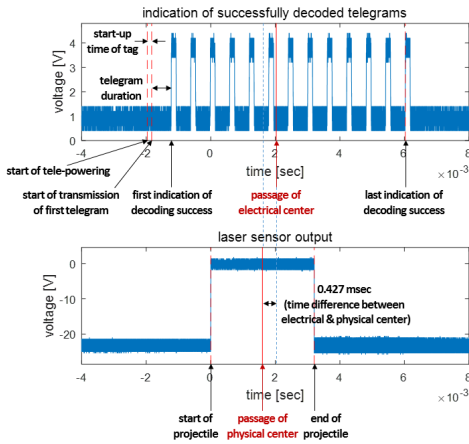 indication of successfully decoded telegrams
start-up
time of tag
telegram
duration
voltage [V]
4
3
2
1
0
-4 -2 0 2 4 6 8
time [sec]
×10⁻³
start of tele-powering
start of transmission
of first telegram
first indication of
decoding success
passage of
electrical center
last indication of
decoding success
laser sensor output
voltage [V]
0
-10
-20
0.427 msec
(time difference between
electrical & physical center)
-4 -2 0 2 4 6 8
time [sec]
×10⁻³
start of
projectile
passage of
physical center
end of
projectile